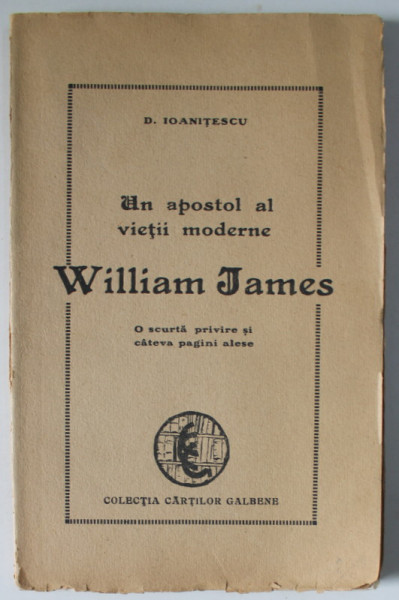 D. IOANIȚESCU
Un apostol al
vieții moderne
William James
O scurtă privire și
câteva pagini alese
COLECȚIA CĂRȚILOR GALBENE